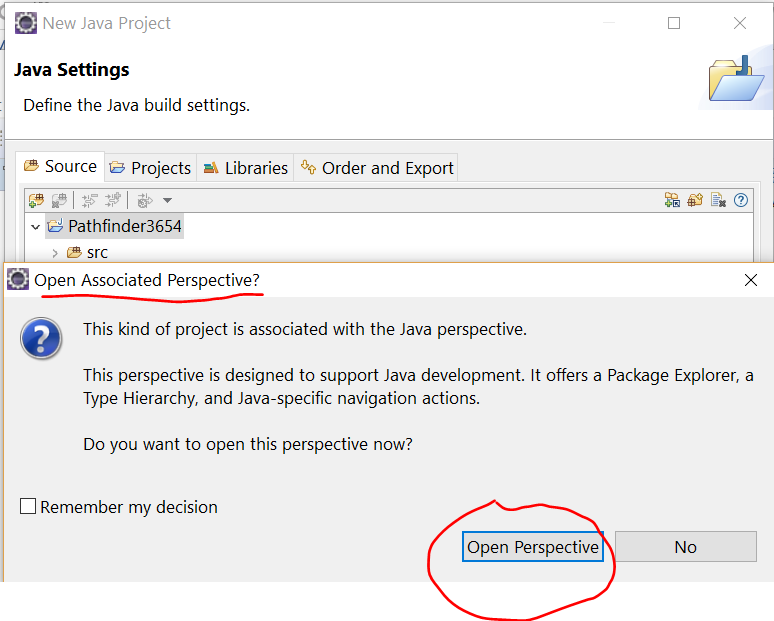 New Java Project
Java Settings
Define the Java build settings.
Source Projects Libraries Order and Export
Pathfinder3654
src
Open Associated Perspective?
This kind of project is associated with the Java perspective.
This perspective is designed to support Java development. It offers a Package Explorer, a
Type Hierarchy, and Java-specific navigation actions.
Do you want to open this perspective now?
Remember my decision
Open Perspective No